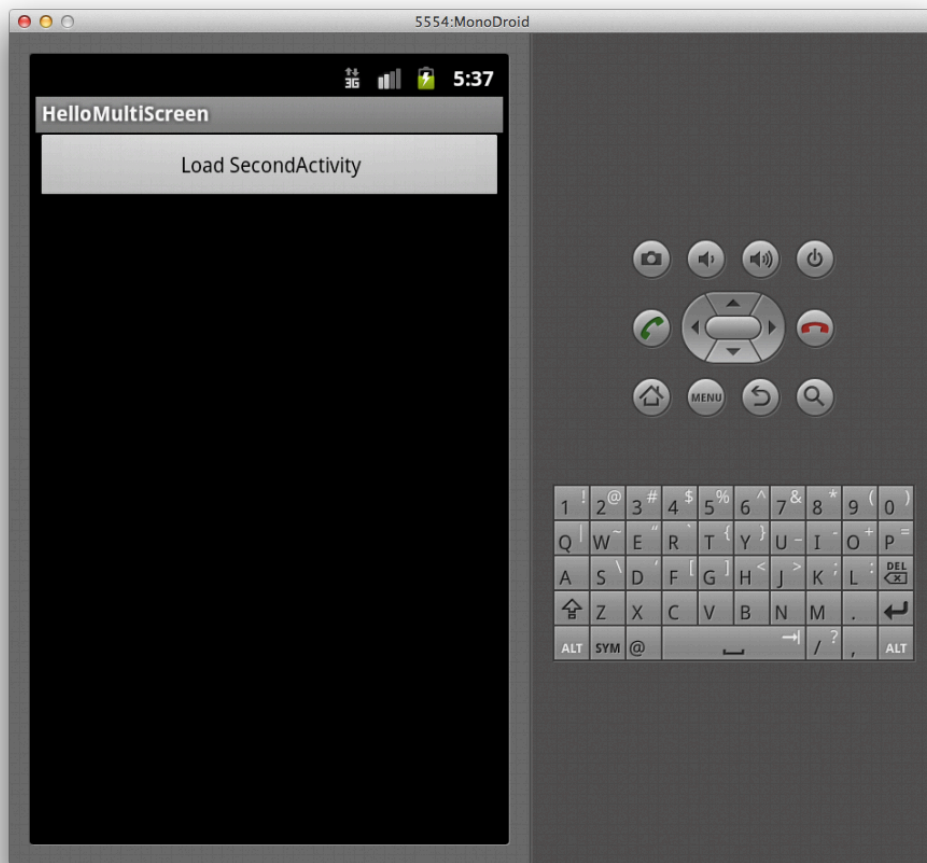 5554:MonoDroid
3G 5:37
HelloMultiScreen
Load SecondActivity
MENU
1 ! 2 @ 3 # 4 $ 5 % 6 ^ 7 & 8 * 9 ( 0 )
Q | W ~ E “ R ` T { Y } U _ I - O + P =
A S \ D ‘ F [ G ] H < J > K ; L : DEL
Z X C V B N M .
ALT SYM @ / ? , ALT